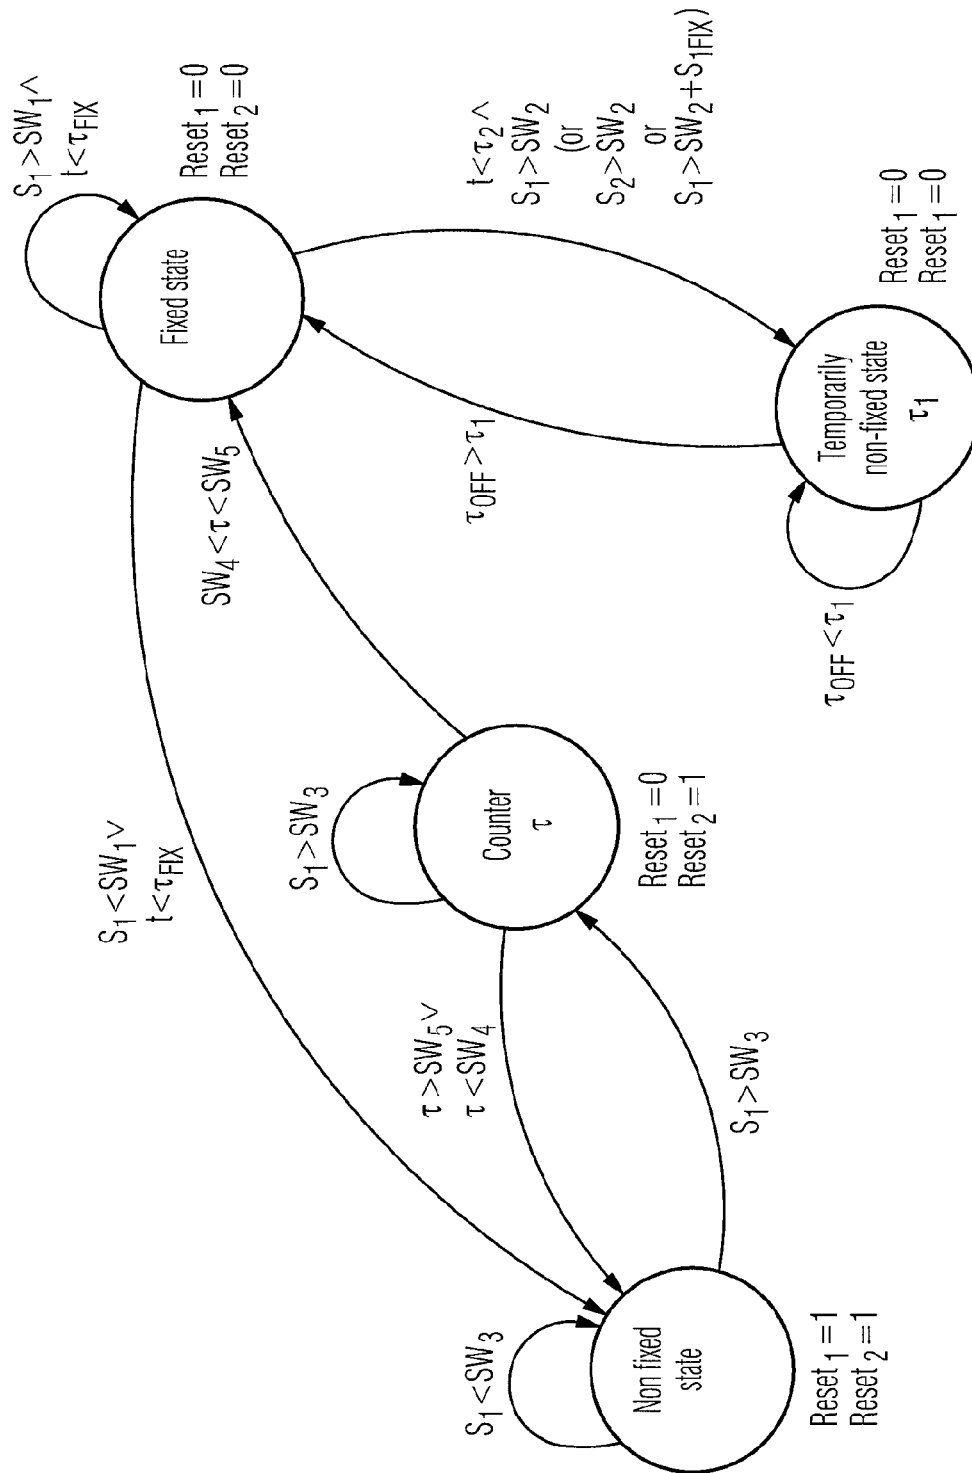 S₁>SW₁^
t<τFIX
Fixed state
Reset₁=0
Reset₂=0
t<τ₂^
S₁>SW₂
(or
S₂>SW₂
or
S₁>SW₂+S₁FIX)
S₁<SW₁v
t<τFIX
SW₄<τ<SW₅
τOFF>τ₁
S₁>SW₃
Counter
τ
Reset₁=0
Reset₂=1
τOFF<τ₁
Temporarily
non-fixed state
τ₁
Reset₁=0
Reset₁=0
τ>SW₅v
τ<SW₄
S₁>SW₃
S₁<SW₃
Non fixed
state
Reset₁=1
Reset₂=1